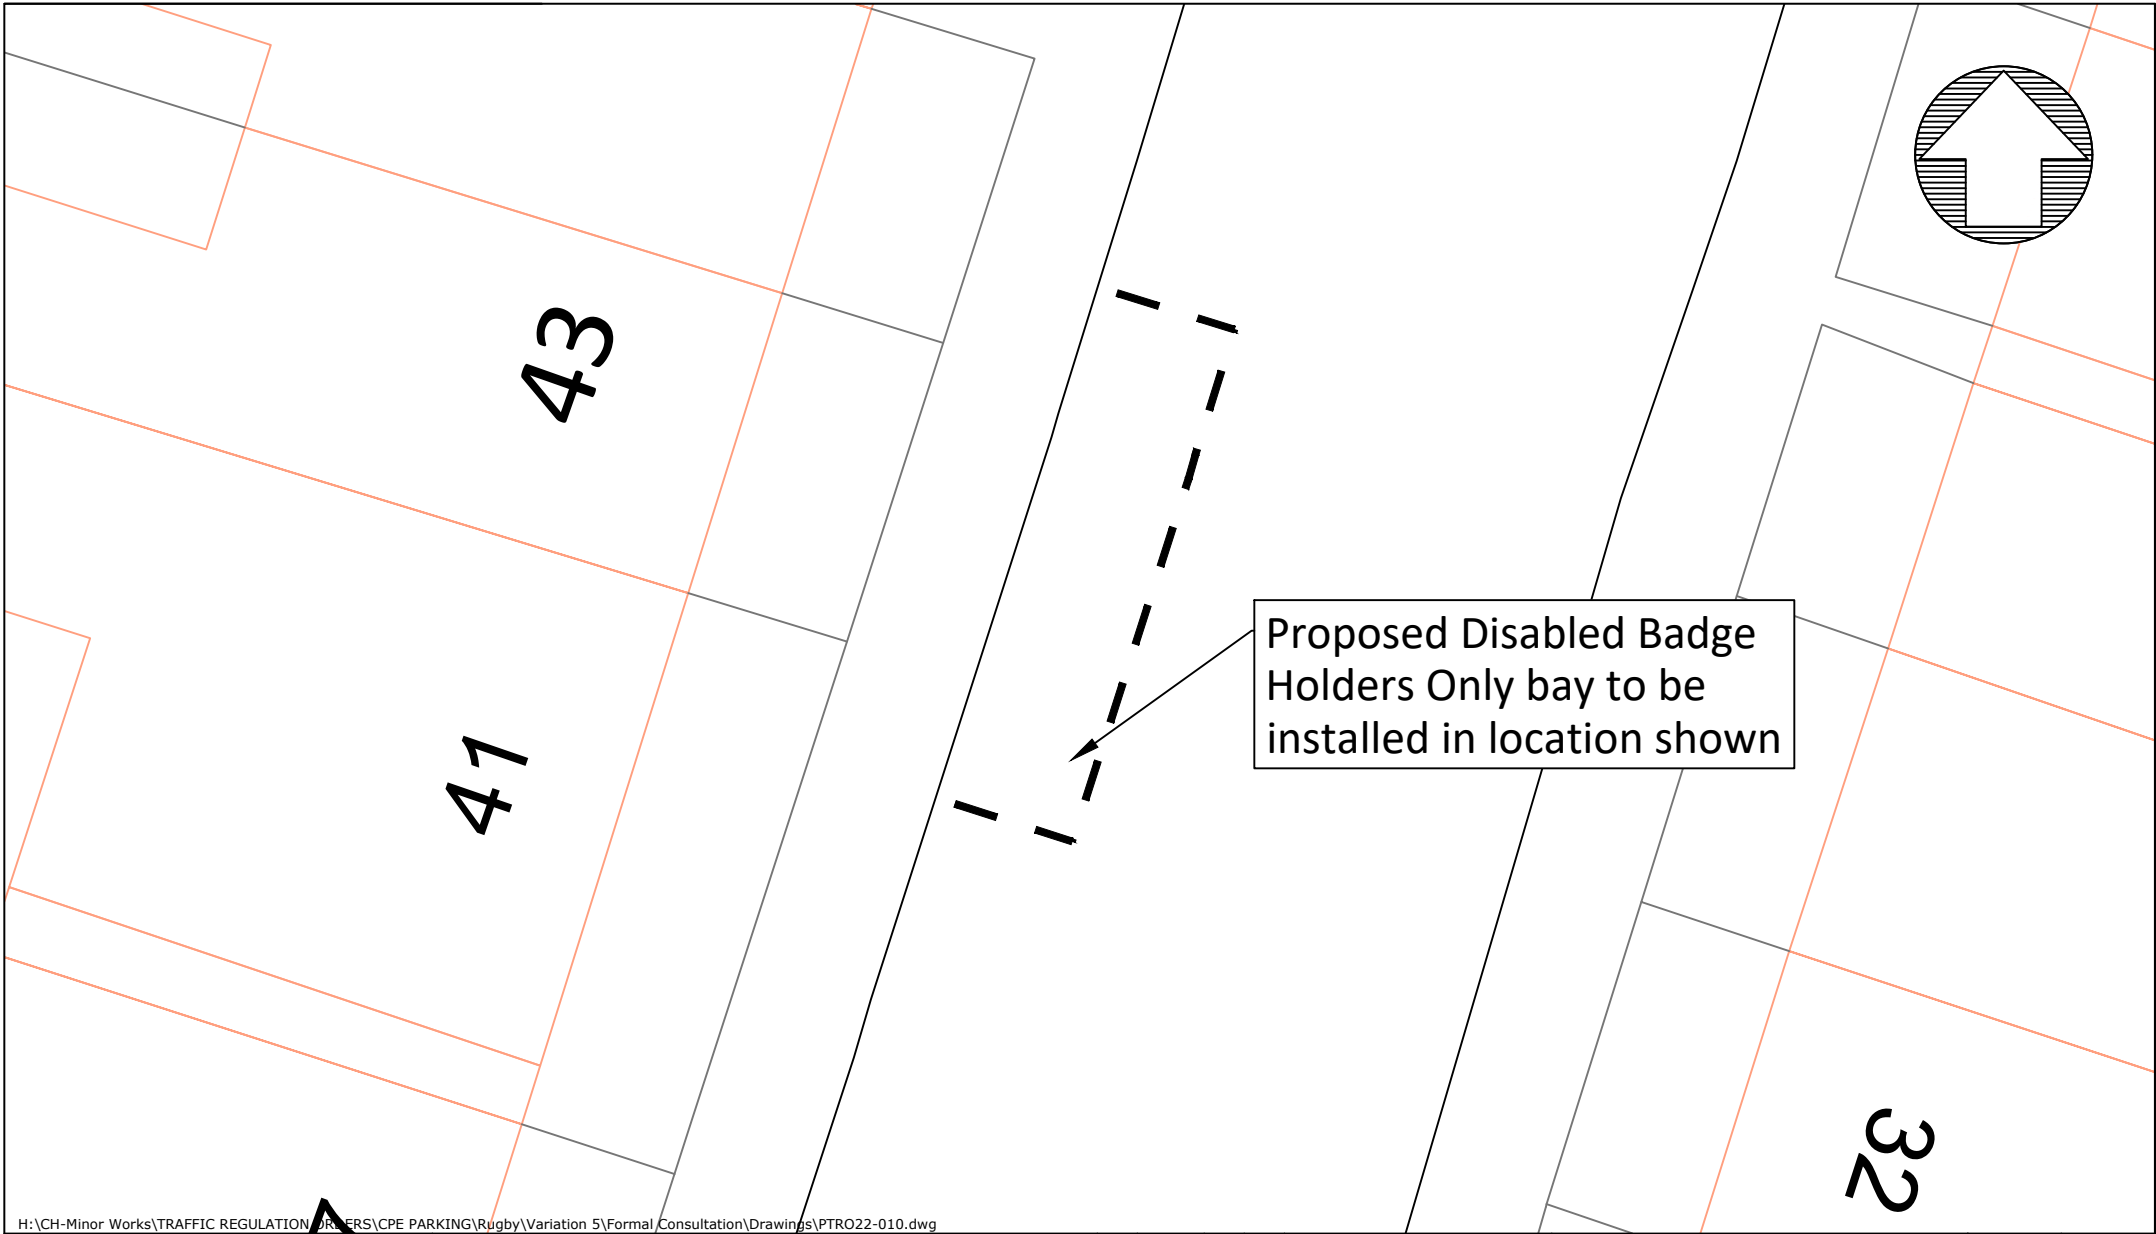 43
Proposed Disabled Badge
Holders Only bay to be
installed in location shown
41
32
H:\CH-Minor Works\TRAFFIC REGULATION ORDERS\CPE PARKING\Rugby\Variation 5\Formal Consultation\Drawings\PTRO22-010.dwg